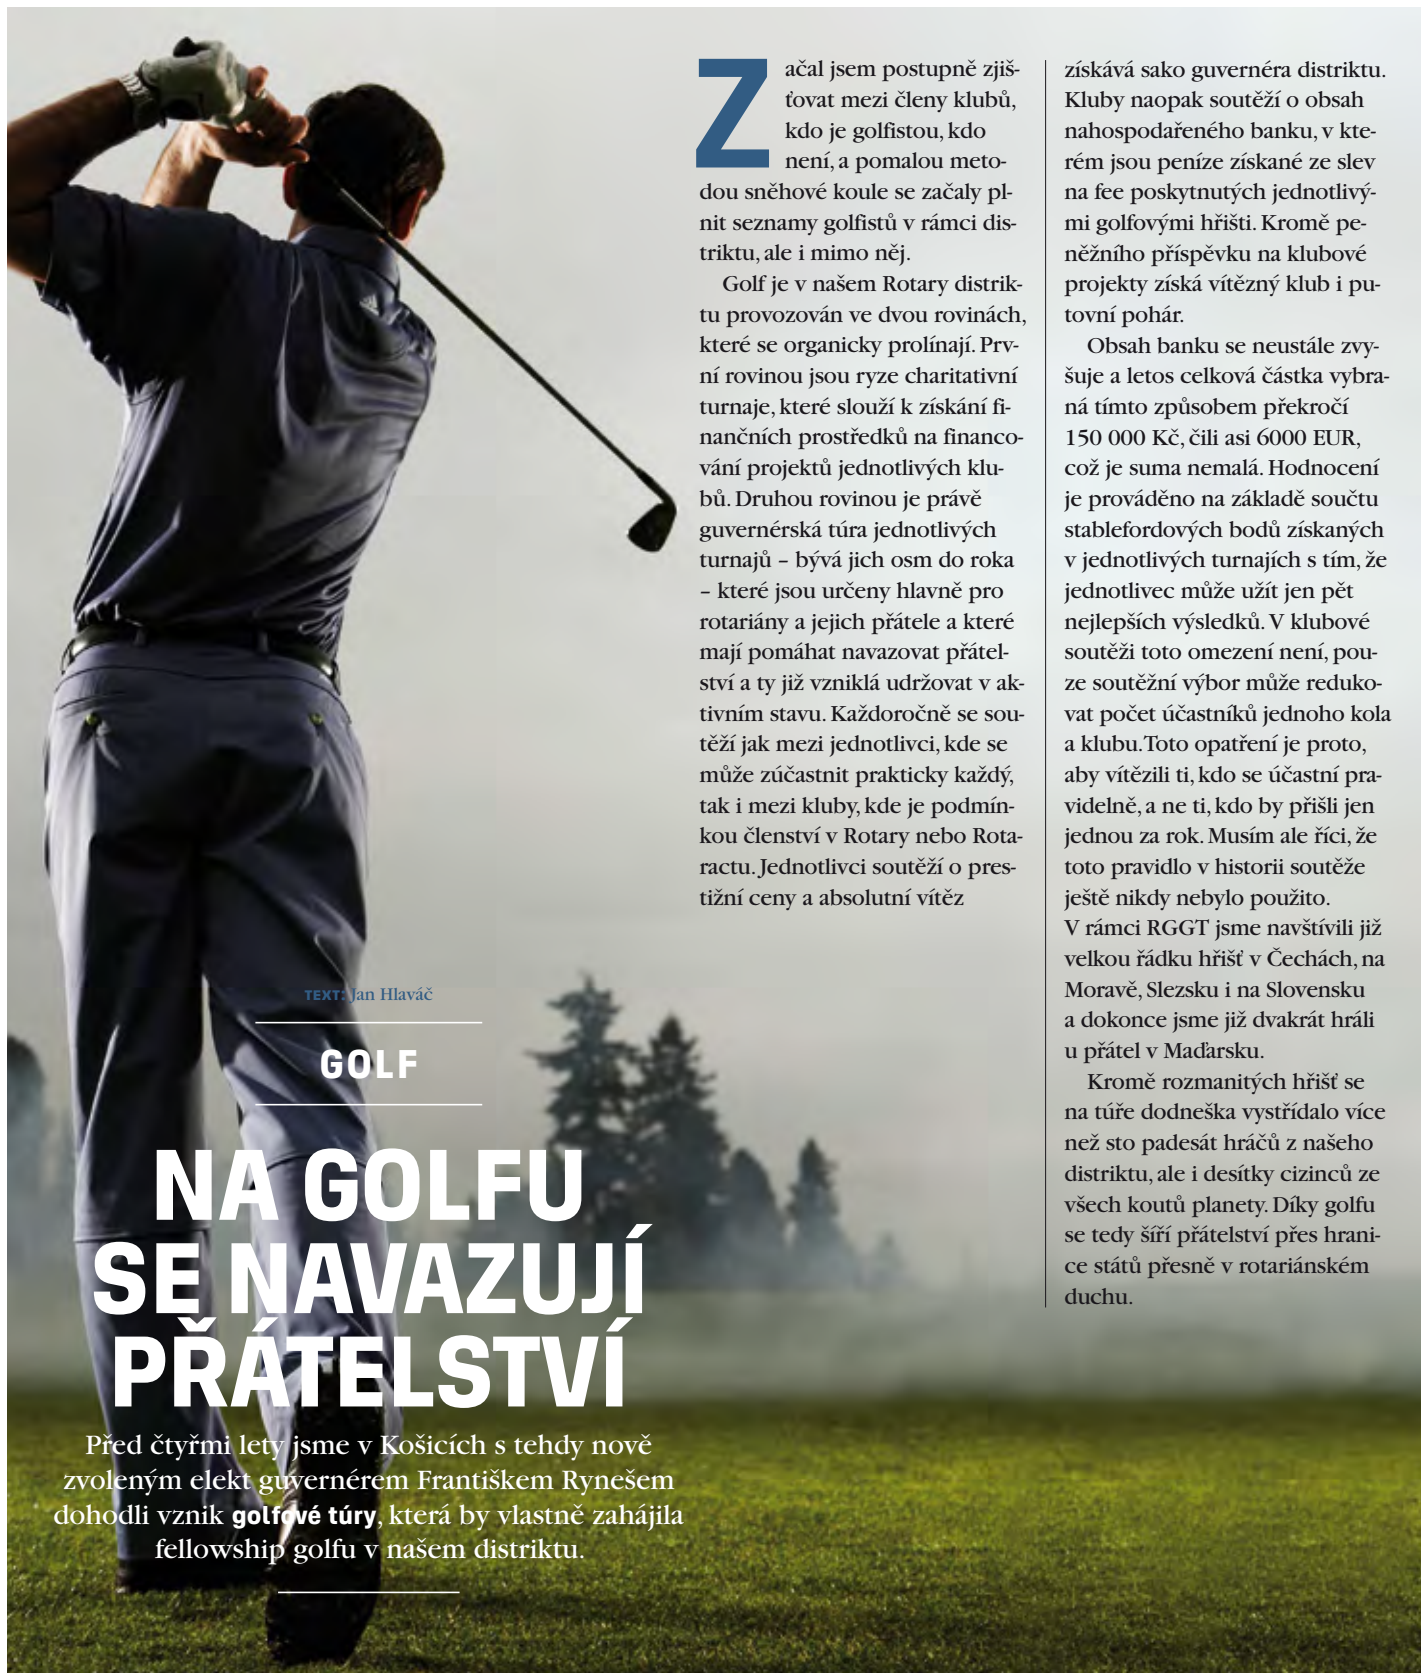 TEXT: Jan Hlaváč
GOLF
NA GOLFU
SE NAVAZUJÍ
PŘÁTELSTVÍ
Před čtyřmi lety jsme v Košicích s tehdy nově
zvoleným elekt guvernérem Františkem Rynešem
dohodli vznik golfové túry, která by vlastně zahájila
fellowship golfu v našem distriktu.
Začal jsem postupně zjiš-
ťovat mezi členy klubů,
kdo je golfistou, kdo
není, a pomalou meto-
dou sněhové koule se začaly pl-
nit seznamy golfistů v rámci dis-
triktu, ale i mimo něj.
Golf je v našem Rotary distrik-
tu provozován ve dvou rovinách,
které se organicky prolínají. Prv-
ní rovinou jsou ryze charitativní
turnaje, které slouží k získání fi-
nančních prostředků na financo-
vání projektů jednotlivých klu-
bů. Druhou rovinou je právě
guvernérská túra jednotlivých
turnajů – bývá jich osm do roka
– které jsou určeny hlavně pro
rotariány a jejich přátele a které
mají pomáhat navazovat přátel-
ství a ty již vzniklá udržovat v ak-
tivním stavu. Každoročně se sou-
těží jak mezi jednotlivci, kde se
může zúčastnit prakticky každý,
tak i mezi kluby, kde je podmín-
kou členství v Rotary nebo Rota-
ractu. Jednotlivci soutěží o pres-
tižní ceny a absolutní vítěz
získává sako guvernéra distriktu.
Kluby naopak soutěží o obsah
nahospodařeného banku, v kte-
rém jsou peníze získané ze slev
na fee poskytnutých jednotlivý-
mi golfovými hřišti. Kromě pe-
něžního příspěvku na klubové
projekty získá vítězný klub i pu-
tovní pohár.
Obsah banku se neustále zvy-
šuje a letos celková částka vybra-
ná tímto způsobem překročí
150 000 Kč, čili asi 6000 EUR,
což je suma nemalá. Hodnocení
je prováděno na základě součtu
stablefordových bodů získaných
v jednotlivých turnajích s tím, že
jednotlivec může užít jen pět
nejlepších výsledků. V klubové
soutěži toto omezení není, pou-
ze soutěžní výbor může reduko-
vat počet účastníků jednoho kola
a klubu.Toto opatření je proto,
aby vítězili ti, kdo se účastní pra-
videlně, a ne ti, kdo by přišli jen
jednou za rok. Musím ale říci, že
toto pravidlo v historii soutěže
ještě nikdy nebylo použito.
V rámci RGGT jsme navštívili již
velkou řádku hřišť v Čechách, na
Moravě, Slezsku i na Slovensku
a dokonce jsme již dvakrát hráli
u přátel v Maďarsku.
Kromě rozmanitých hřišť se
na túře dodneška vystřídalo více
než sto padesát hráčů z našeho
distriktu, ale i desítky cizinců ze
všech koutů planety. Díky golfu
se tedy šíří přátelství přes hrani-
ce států přesně v rotariánském
duchu.